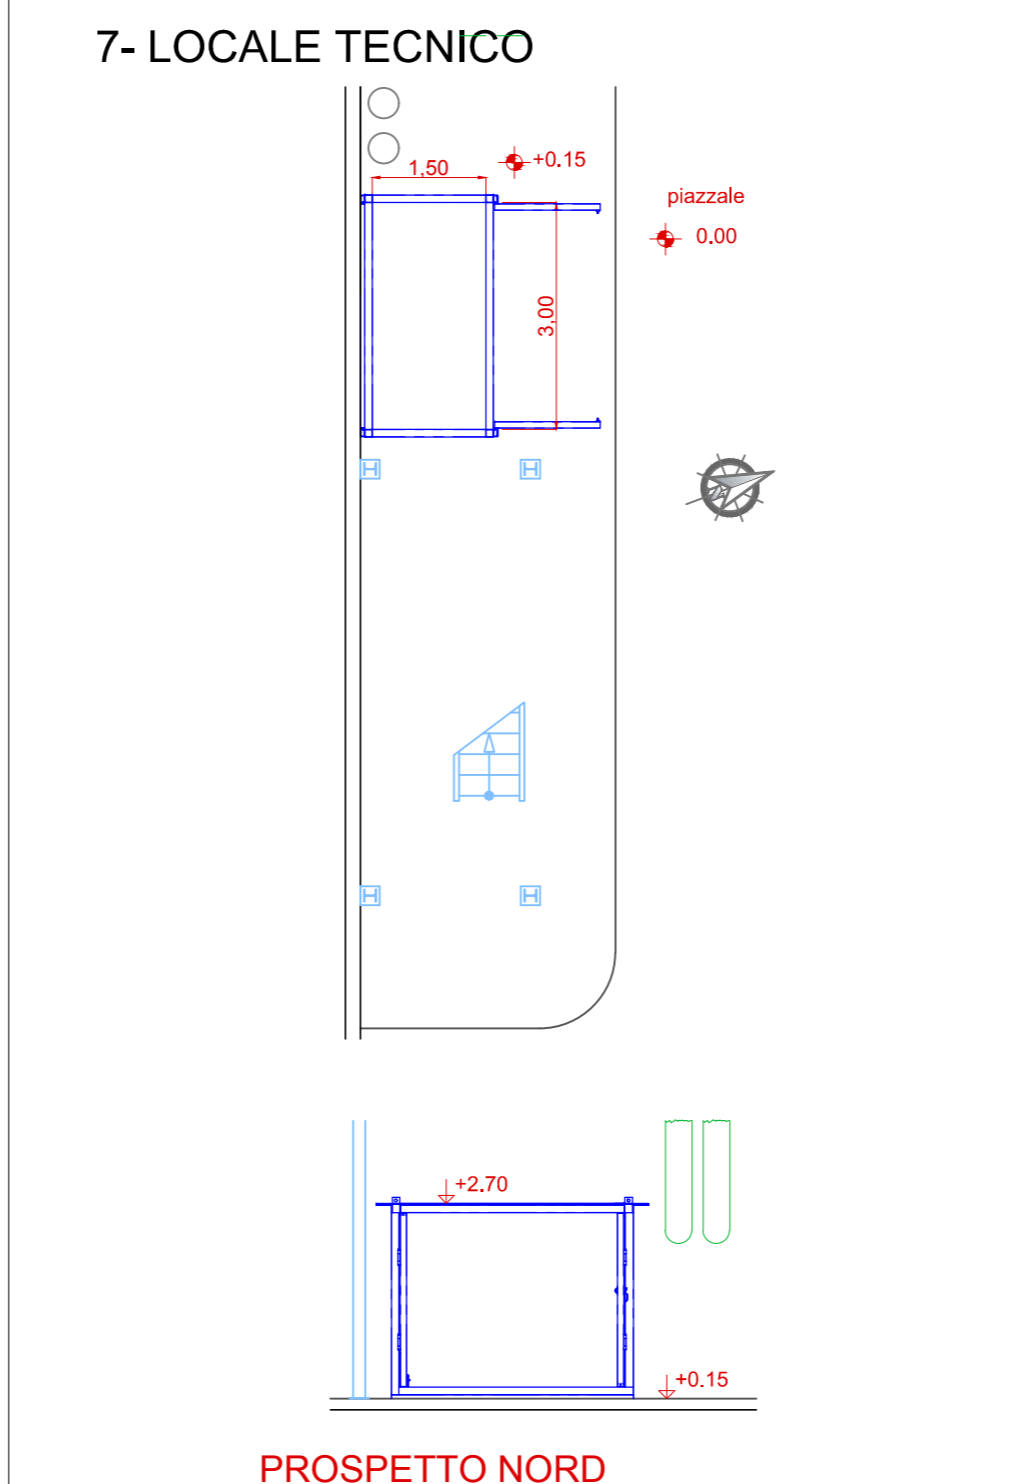 7- LOCALE TECNICO
1,50
+0.15
piazzale
0.00
3,00
H
H
H
H
+2.70
+0.15
PROSPETTO NORD